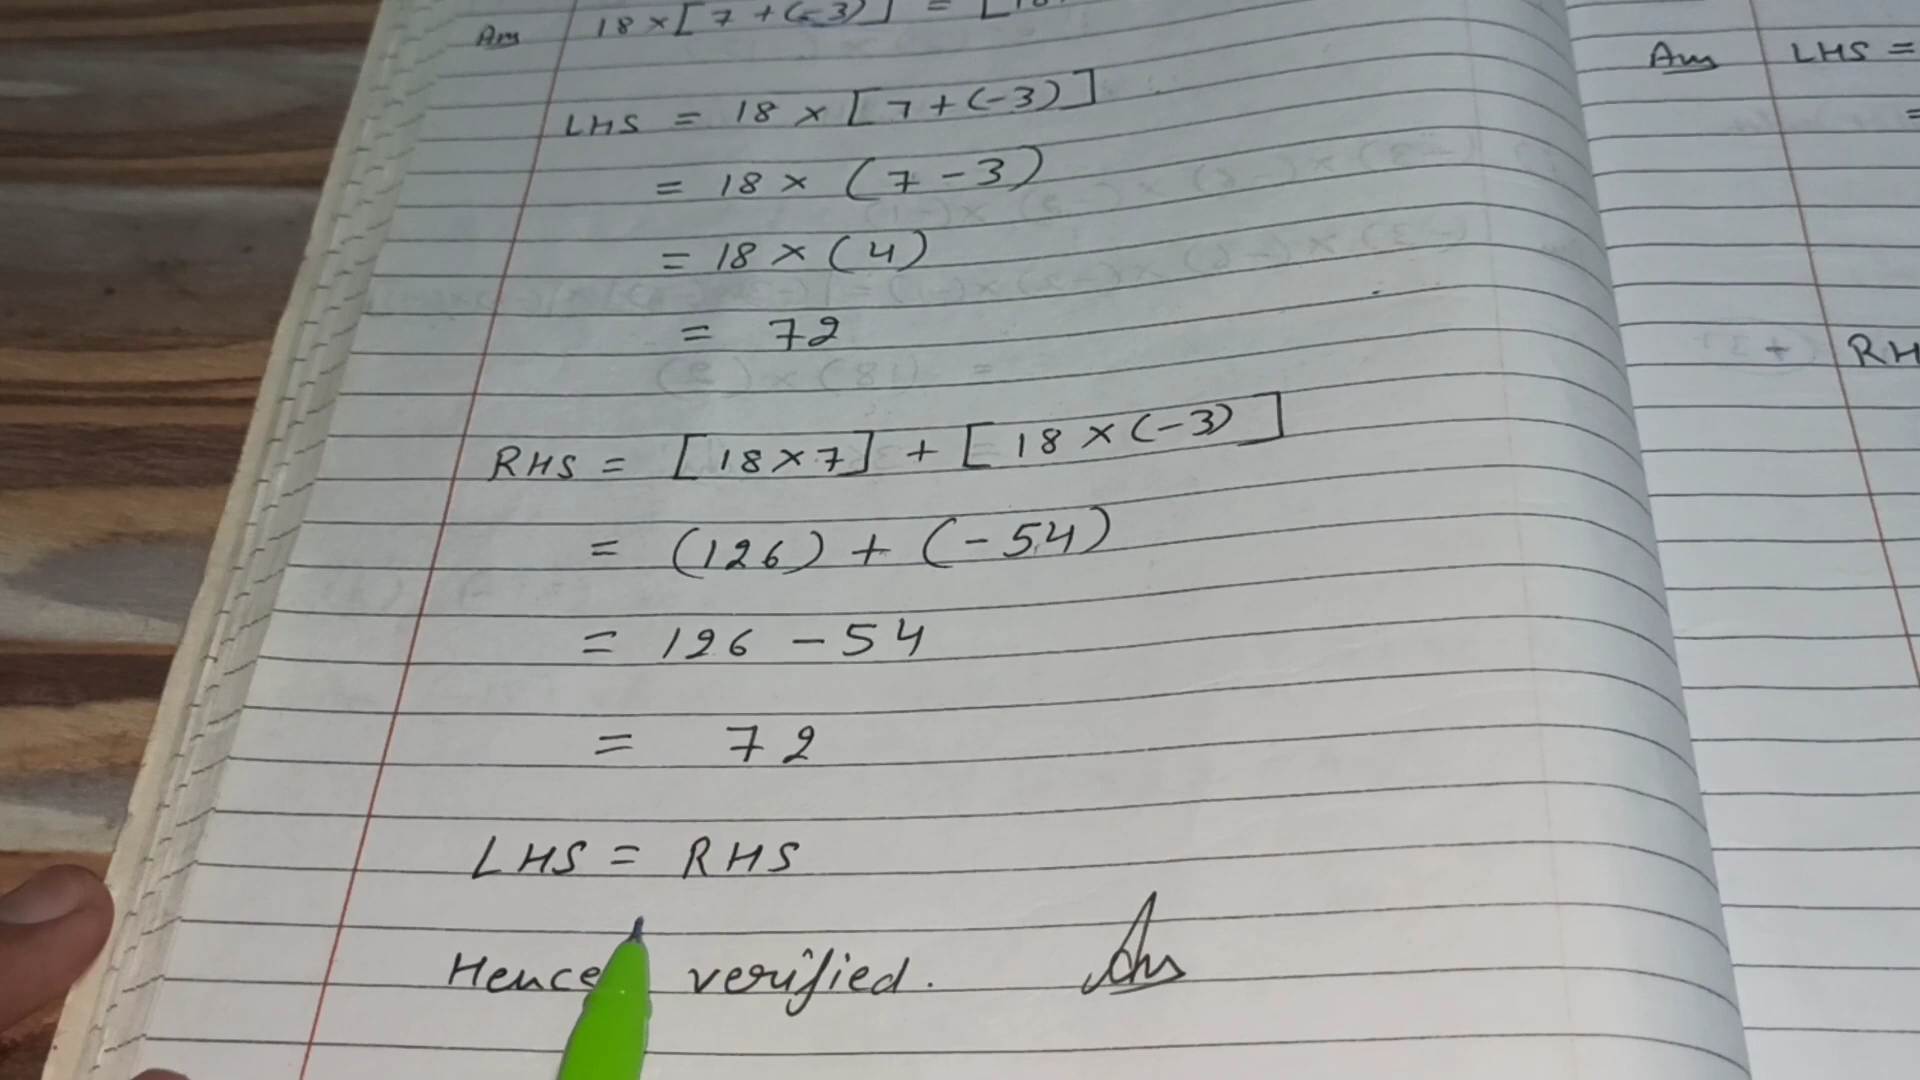 Ans 18 × [ 7 + (-3) ] = [ 18
LHS = 18 × [ 7 + (-3) ]
= 18 × ( 7 - 3 )
= 18 × ( 4 )
= 72
RHS = [ 18 × 7 ] + [ 18 × (-3) ]
= (126) + (-54)
= 126 - 54
= 72
LHS = RHS
Hence verified. Ans
Ans LHS =
=
RH